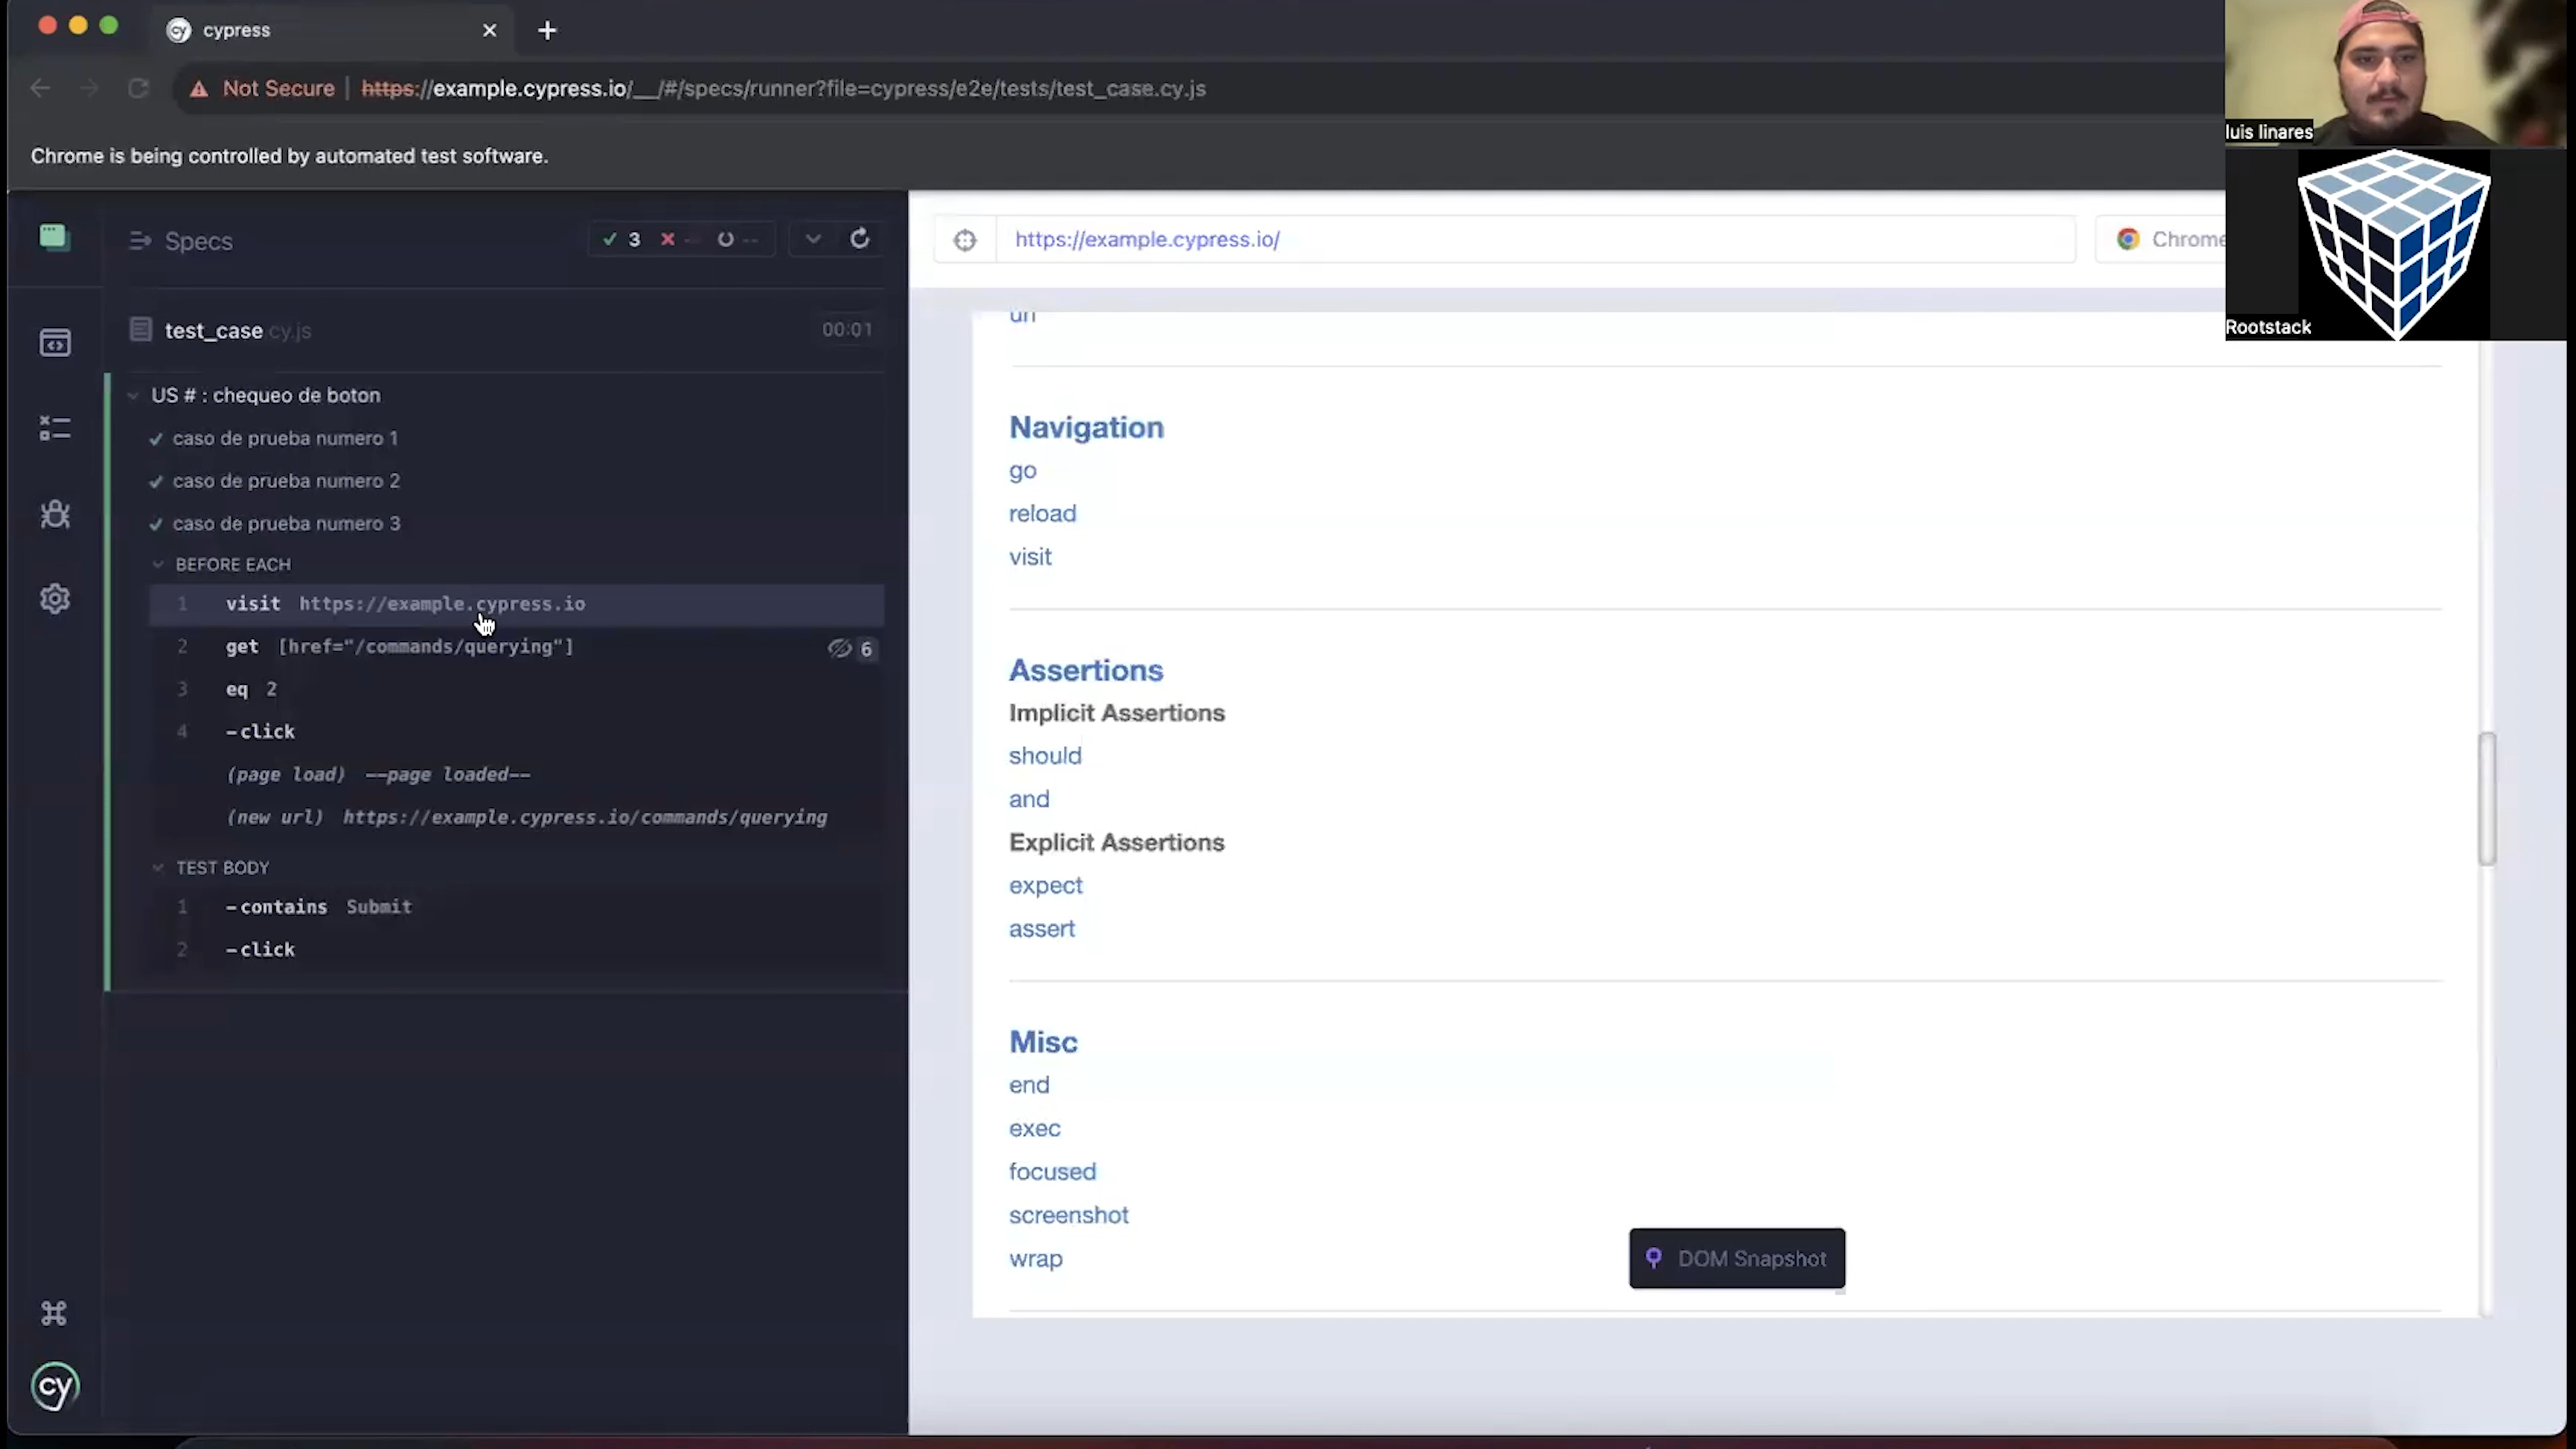 cypress
Not Secure | https://example.cypress.io/__/#/specs/runner?file=cypress/e2e/tests/test_case.cy.js
Chrome is being controlled by automated test software.
luis linares
Rootstack
Specs
3 -- --
test_case cy.js
00:01
US # : chequeo de boton
caso de prueba numero 1
caso de prueba numero 2
caso de prueba numero 3
BEFORE EACH
1 visit https://example.cypress.io
2 get [href="/commands/querying"] 6
3 eq 2
4 -click
(page load) --page loaded--
(new url) https://example.cypress.io/commands/querying
TEST BODY
1 -contains Submit
2 -click
cy
https://example.cypress.io/
Chrome
url
Navigation
go
reload
visit
Assertions
Implicit Assertions
should
and
Explicit Assertions
expect
assert
Misc
end
exec
focused
screenshot
wrap
DOM Snapshot